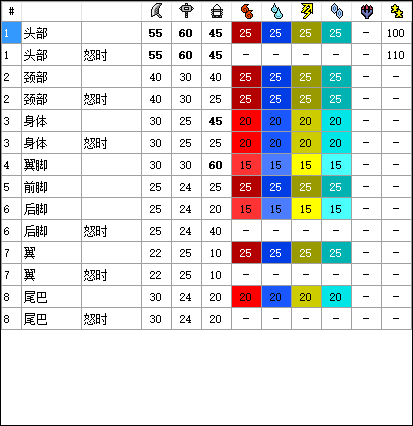 #
1 头部 55 60 45 25 25 25 25 – 100
1 头部 怒时 55 60 45 – – – – – 110
2 颈部 40 30 40 25 25 25 25 – –
2 颈部 怒时 40 30 25 25 25 25 25 – –
3 身体 30 25 45 20 20 20 20 – –
3 身体 怒时 30 25 25 20 20 20 20 – –
4 翼脚 30 30 60 15 15 15 15 – –
5 前脚 25 24 25 25 25 25 25 – –
6 后脚 25 24 20 15 15 15 15 – –
6 后脚 怒时 25 24 40 – – – – – –
7 翼 22 25 10 25 25 25 25 – –
7 翼 怒时 22 25 10 – – – – – –
8 尾巴 30 24 20 20 20 20 20 – –
8 尾巴 怒时 30 24 20 – – – – – –